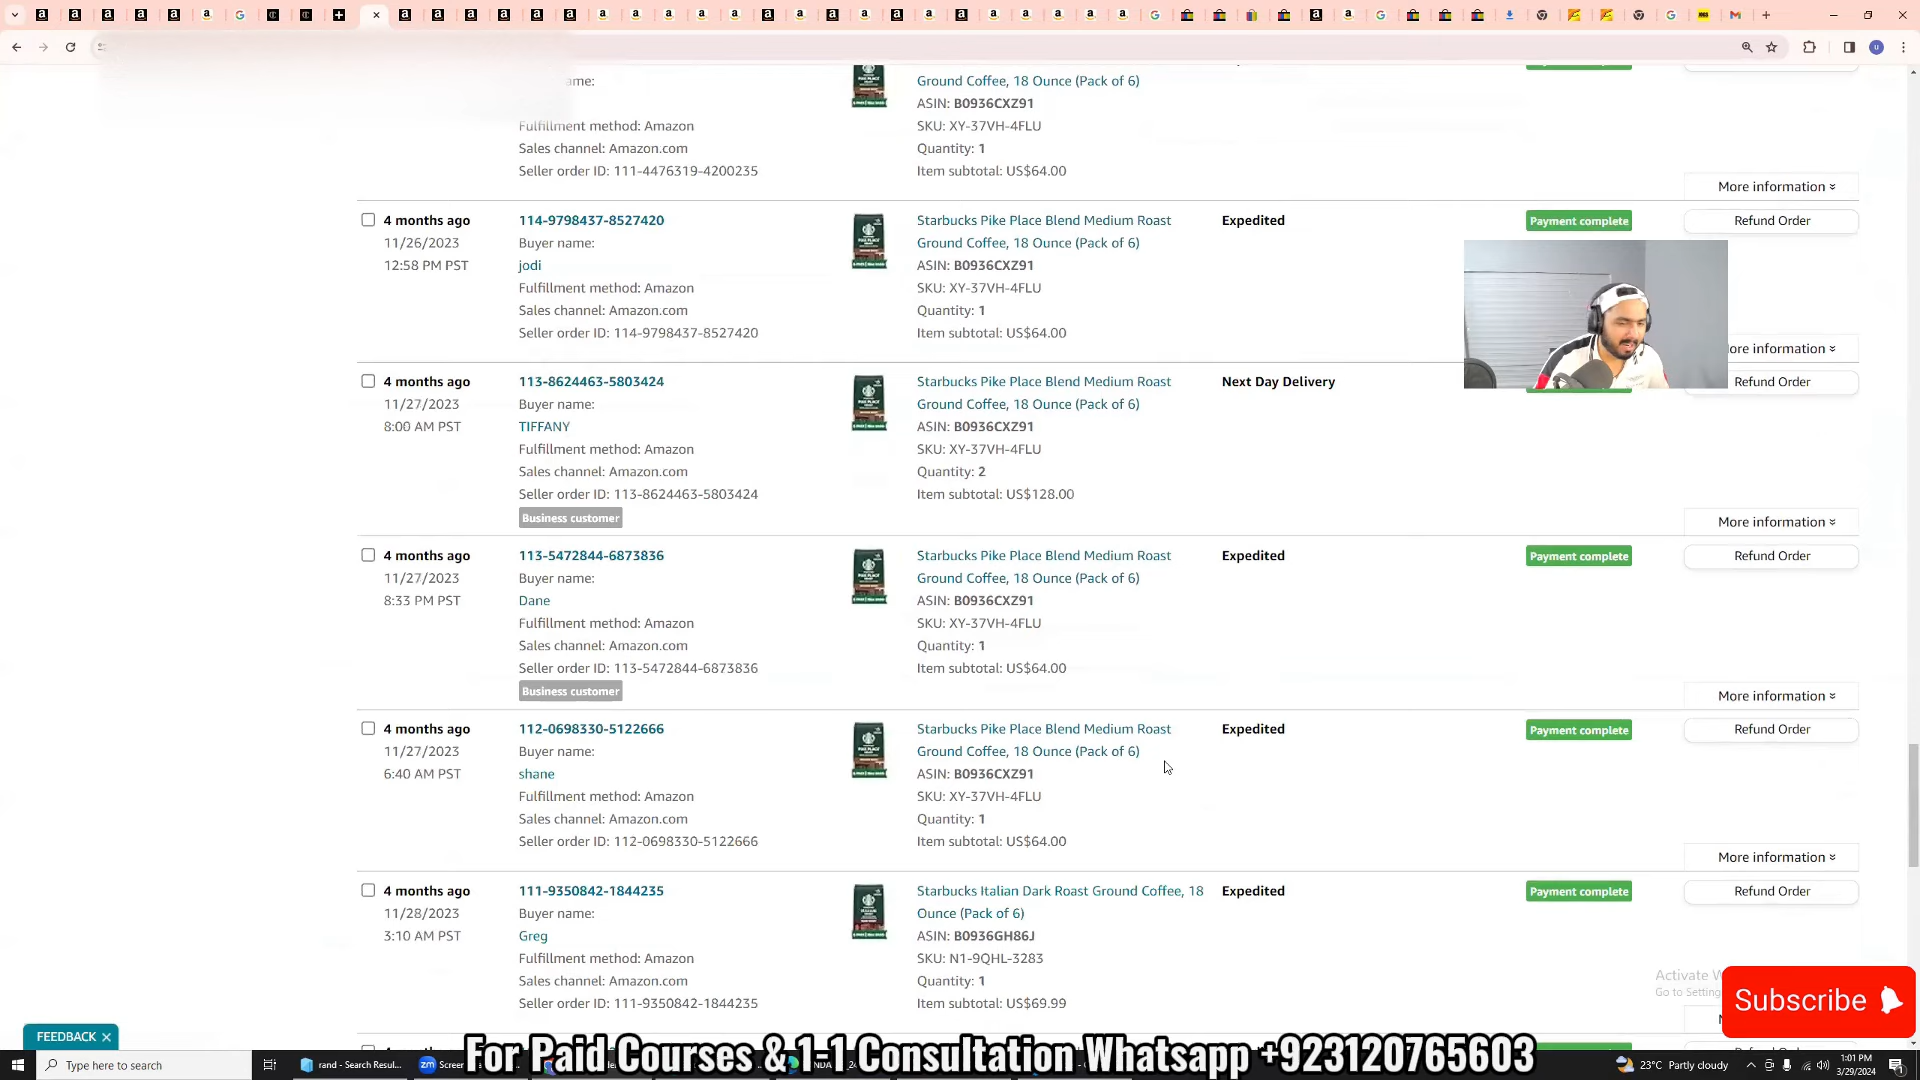 ame:
Fulfillment method: Amazon
Sales channel: Amazon.com
Seller order ID: 111-4476319-4200235
Ground Coffee, 18 Ounce (Pack of 6)
ASIN: B0936CXZ91
SKU: XY-37VH-4FLU
Quantity: 1
Item subtotal: US$64.00
More information
4 months ago
11/26/2023
12:58 PM PST
114-9798437-8527420
Buyer name:
jodi
Fulfillment method: Amazon
Sales channel: Amazon.com
Seller order ID: 114-9798437-8527420
Starbucks Pike Place Blend Medium Roast
Ground Coffee, 18 Ounce (Pack of 6)
ASIN: B0936CXZ91
SKU: XY-37VH-4FLU
Quantity: 1
Item subtotal: US$64.00
Expedited
Payment complete
Refund Order
ore information
4 months ago
11/27/2023
8:00 AM PST
113-8624463-5803424
Buyer name:
TIFFANY
Fulfillment method: Amazon
Sales channel: Amazon.com
Seller order ID: 113-8624463-5803424
Business customer
Starbucks Pike Place Blend Medium Roast
Ground Coffee, 18 Ounce (Pack of 6)
ASIN: B0936CXZ91
SKU: XY-37VH-4FLU
Quantity: 2
Item subtotal: US$128.00
Next Day Delivery
Refund Order
More information
4 months ago
11/27/2023
8:33 PM PST
113-5472844-6873836
Buyer name:
Dane
Fulfillment method: Amazon
Sales channel: Amazon.com
Seller order ID: 113-5472844-6873836
Business customer
Starbucks Pike Place Blend Medium Roast
Ground Coffee, 18 Ounce (Pack of 6)
ASIN: B0936CXZ91
SKU: XY-37VH-4FLU
Quantity: 1
Item subtotal: US$64.00
Expedited
Payment complete
Refund Order
More information
4 months ago
11/27/2023
6:40 AM PST
112-0698330-5122666
Buyer name:
shane
Fulfillment method: Amazon
Sales channel: Amazon.com
Seller order ID: 112-0698330-5122666
Starbucks Pike Place Blend Medium Roast
Ground Coffee, 18 Ounce (Pack of 6)
ASIN: B0936CXZ91
SKU: XY-37VH-4FLU
Quantity: 1
Item subtotal: US$64.00
Expedited
Payment complete
Refund Order
More information
4 months ago
11/28/2023
3:10 AM PST
111-9350842-1844235
Buyer name:
Greg
Fulfillment method: Amazon
Sales channel: Amazon.com
Seller order ID: 111-9350842-1844235
Starbucks Italian Dark Roast Ground Coffee, 18
Ounce (Pack of 6)
ASIN: B0936GH86J
SKU: N1-9QHL-3283
Quantity: 1
Item subtotal: US$69.99
Expedited
Payment complete
Refund Order
Activate W
Go to Setting
Subscribe
FEEDBACK
For Paid Courses & 1-1 Consultation Whatsapp +923120765603
Type here to search
rand - Search Resul...
Scree
23°C Partly cloudy
1:01 PM
3/29/2024